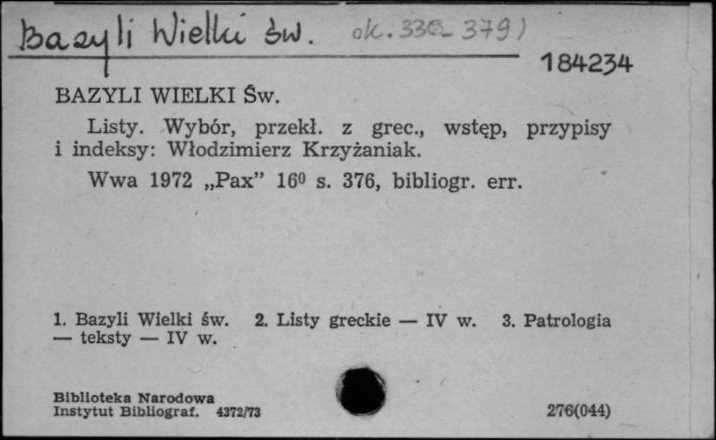 Bazyli Wielki św. ok. 330-379)
184234
BAZYLI WIELKI Św.
Listy. Wybór, przekł. z grec., wstęp, przypisy
i indeksy: Włodzimierz Krzyżaniak.
Wwa 1972 „Pax” 16⁰ s. 376, bibliogr. err.
1. Bazyli Wielki św. 2. Listy greckie — IV w. 3. Patrologia
— teksty — IV w.
Biblioteka Narodowa
Instytut Bibliograf. 4372/73
276(044)